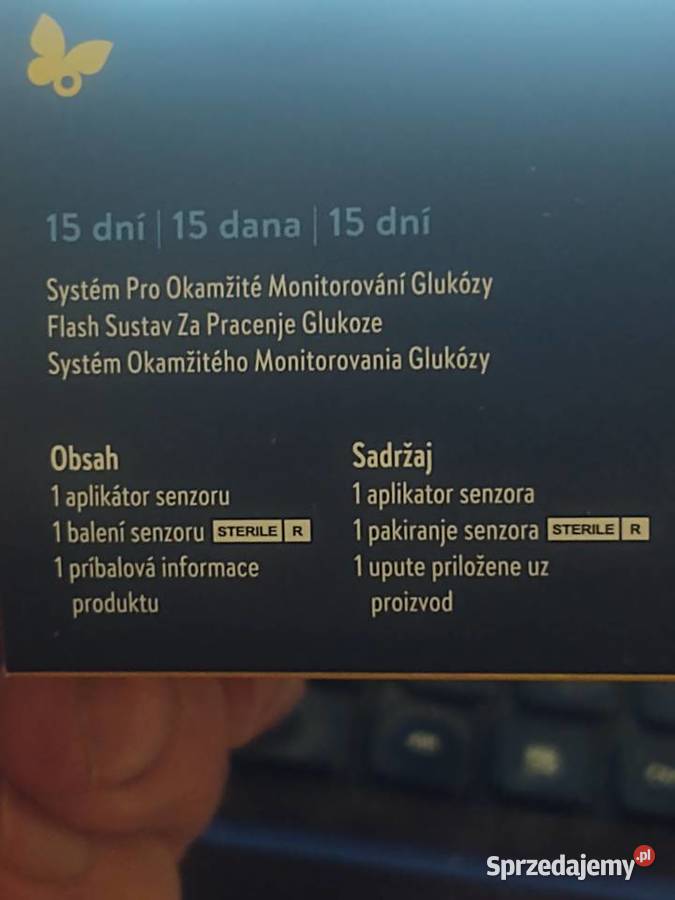 15 dní | 15 dana | 15 dní
Systém Pro Okamžité Monitorování Glukózy
Flash Sustav Za Pracenje Glukoze
Systém Okamžitého Monitorovania Glukózy
Obsah
1 aplikátor senzoru
1 balení senzoru STERILE R
1 príbalová informace
produktu
Sadržaj
1 aplikator senzora
1 pakiranje senzora STERILE R
1 upute priložene uz
proizvod
Sprzedajemy.pl